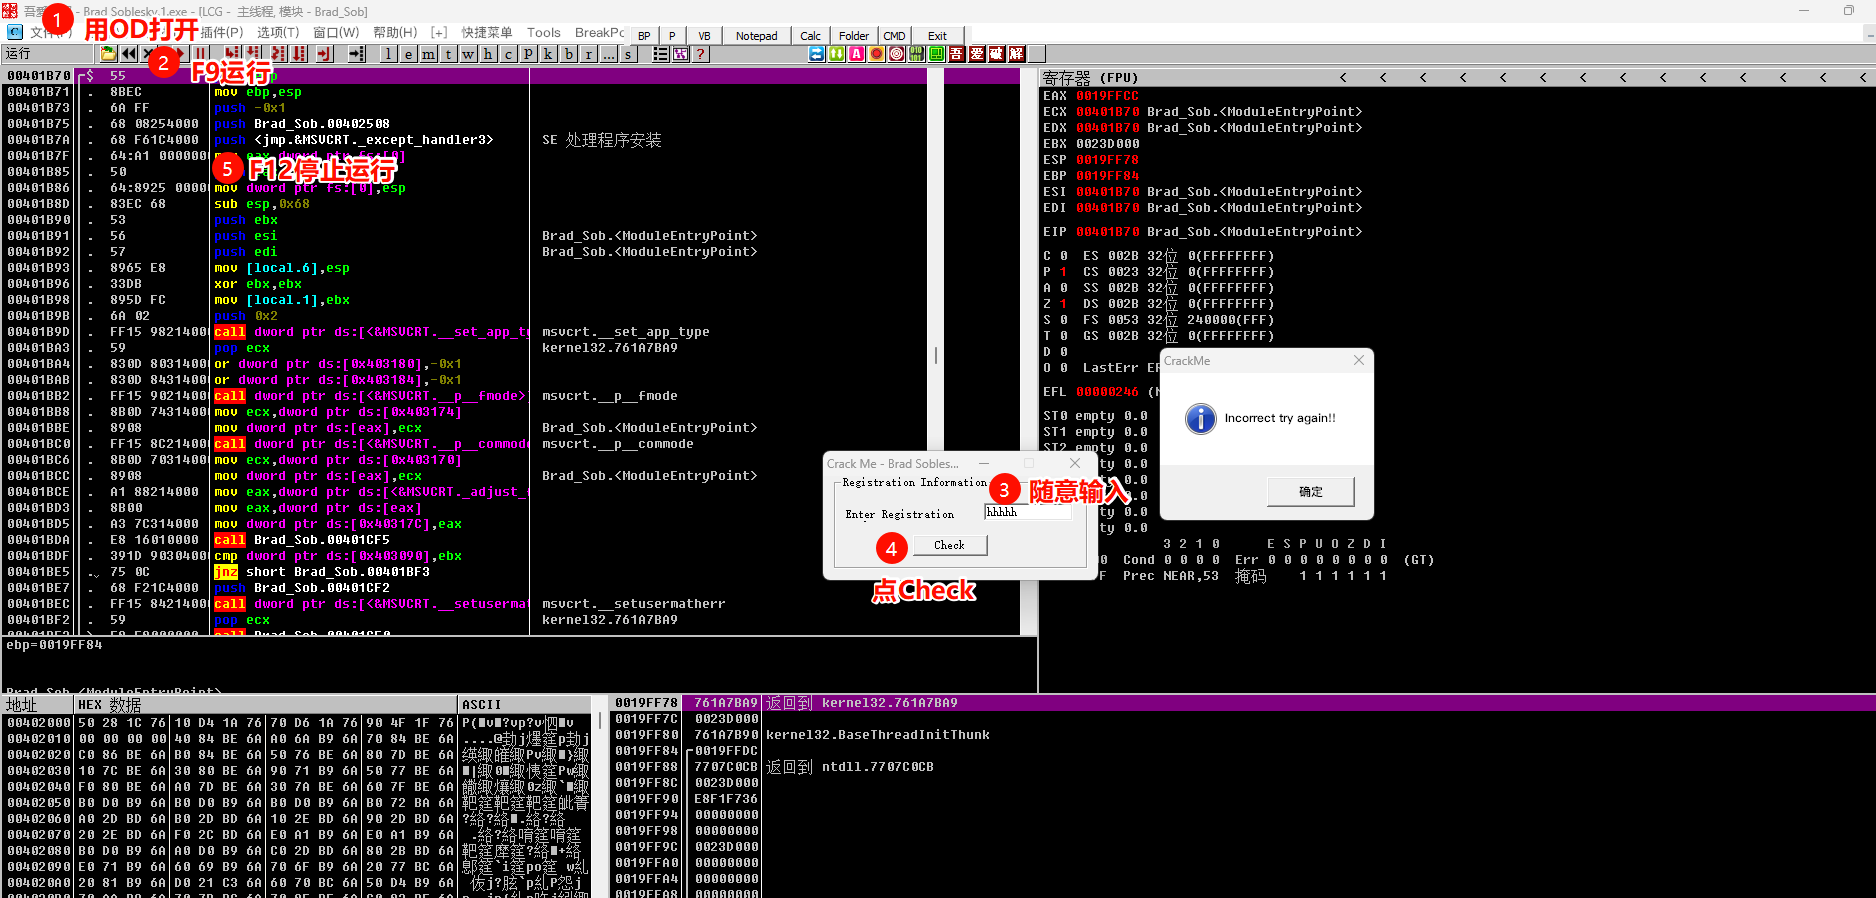 Brad Soblesky.1.exe - [LCG - 主线程, 模块 - Brad_Sob]
1 用OD打开
插件(P) 选项(T) 窗口(W) 帮助(H) [+] 快捷菜单 Tools BreakPo
BP P VB Notepad Calc Folder CMD Exit
运行
l e m t w h c p k b r ... s
吾 爱 破 解
2 F9运行
00401B70 $ 55
00401B71 . 8BEC mov ebp,esp
00401B73 . 6A FF push -0x1
00401B75 . 68 08254000 push Brad_Sob.00402508
00401B7A . 68 F61C4000 push <jmp.&MSVCRT._except_handler3> SE 处理程序安装
00401B7F . 64:A1 0000000
00401B85 . 50
5 F12停止运行
00401B86 . 64:8925 0000 mov dword ptr fs:[0],esp
00401B8D . 83EC 68 sub esp,0x68
00401B90 . 53 push ebx
00401B91 . 56 push esi Brad_Sob.<ModuleEntryPoint>
00401B92 . 57 push edi Brad_Sob.<ModuleEntryPoint>
00401B93 . 8965 E8 mov [local.6],esp
00401B96 . 33DB xor ebx,ebx
00401B98 . 895D FC mov [local.1],ebx
00401B9B . 6A 02 push 0x2
00401B9D . FF15 98214000 call dword ptr ds:[<&MSVCRT.__set_app_ty msvcrt.__set_app_type
00401BA3 . 59 pop ecx kernel32.761A7BA9
00401BA4 . 830D 80314000 or dword ptr ds:[0x403180],-0x1
00401BAB . 830D 84314000 or dword ptr ds:[0x403184],-0x1
00401BB2 . FF15 90214000 call dword ptr ds:[<&MSVCRT.__p__fmode> msvcrt.__p__fmode
00401BB8 . 8B0D 74314000 mov ecx,dword ptr ds:[0x403174]
00401BBE . 8908 mov dword ptr ds:[eax],ecx Brad_Sob.<ModuleEntryPoint>
00401BC0 . FF15 8C214000 call dword ptr ds:[<&MSVCRT.__p__commode msvcrt.__p__commode
00401BC6 . 8B0D 70314000 mov ecx,dword ptr ds:[0x403170]
00401BCC . 8908 mov dword ptr ds:[eax],ecx Brad_Sob.<ModuleEntryPoint>
00401BCE . A1 88214000 mov eax,dword ptr ds:[<&MSVCRT._adjust_
00401BD3 . 8B00 mov eax,dword ptr ds:[eax]
00401BD5 . A3 7C314000 mov dword ptr ds:[0x40317C],eax
00401BDA . E8 16010000 call Brad_Sob.00401CF5
00401BDF . 391D 90304000 cmp dword ptr ds:[0x403090],ebx
00401BE5 . 75 0C jnz short Brad_Sob.00401BF3
00401BE7 . 68 F21C4000 push Brad_Sob.00401CF2
00401BEC . FF15 84214000 call dword ptr ds:[<&MSVCRT.__setusermat msvcrt.__setusermatherr
00401BF2 . 59 pop ecx kernel32.761A7BA9
ebp=0019FF84
Brad_Sob.<ModuleEntryPoint>
寄存器 (FPU)
EAX 0019FFCC
ECX 00401B70 Brad_Sob.<ModuleEntryPoint>
EDX 00401B70 Brad_Sob.<ModuleEntryPoint>
EBX 0023D000
ESP 0019FF78
EBP 0019FF84
ESI 00401B70 Brad_Sob.<ModuleEntryPoint>
EDI 00401B70 Brad_Sob.<ModuleEntryPoint>
EIP 00401B70 Brad_Sob.<ModuleEntryPoint>
C 0 ES 002B 32位 0(FFFFFFFF)
P 1 CS 0023 32位 0(FFFFFFFF)
A 0 SS 002B 32位 0(FFFFFFFF)
Z 1 DS 002B 32位 0(FFFFFFFF)
S 0 FS 0053 32位 240000(FFF)
T 0 GS 002B 32位 0(FFFFFFFF)
D 0
O 0 LastErr
EFL 00000246
ST0 empty 0.0
ST1 empty 0.0
ST2 empty 0.0
3 2 1 0 E S P U O Z D I
Cond 0 0 0 0 Err 0 0 0 0 0 0 0 0 (GT)
Prec NEAR,53 掩码 1 1 1 1 1 1
CrackMe
Incorrect try again!!
确定
Crack Me - Brad Sobles...
Registration Information
3 随意输入
Enter Registration hhhhh
4 Check
点Check
地址 HEX 数据 ASCII
00402000 50 28 1C 76 10 D4 1A 76 70 D6 1A 76 90 4F 1F 76
00402010 00 00 00 00 40 84 BE 6A A0 6A B9 6A 70 84 BE 6A
00402020 C0 86 BE 6A B0 84 BE 6A 50 76 BE 6A 80 7D BE 6A
00402030 10 7C BE 6A 30 80 BE 6A 90 71 B9 6A 50 77 BE 6A
00402040 F0 80 BE 6A A0 7D BE 6A 30 7A BE 6A 60 7F BE 6A
00402050 B0 D0 B9 6A B0 D0 B9 6A B0 D0 B9 6A B0 72 BA 6A
00402060 A0 2D BD 6A B0 2D BD 6A 10 2E BD 6A 90 2D BD 6A
00402070 20 2E BD 6A F0 2C BD 6A E0 A1 B9 6A E0 A1 B9 6A
00402080 B0 D0 B9 6A A0 D0 B9 6A C0 2D BD 6A 80 2B BD 6A
00402090 E0 71 B9 6A 60 69 B9 6A 70 6F B9 6A 20 77 BC 6A
004020A0 20 81 B9 6A D0 21 C3 6A 60 70 BC 6A 50 D4 B9 6A
0019FF78 761A7BA9 返回到 kernel32.761A7BA9
0019FF7C 0023D000
0019FF80 761A7B90 kernel32.BaseThreadInitThunk
0019FF84 0019FFDC
0019FF88 7707C0CB 返回到 ntdll.7707C0CB
0019FF8C 0023D000
0019FF90 E8F1F736
0019FF94 00000000
0019FF98 00000000
0019FF9C 0023D000
0019FFA0 00000000
0019FFA4 00000000
0019FFA8 00000000